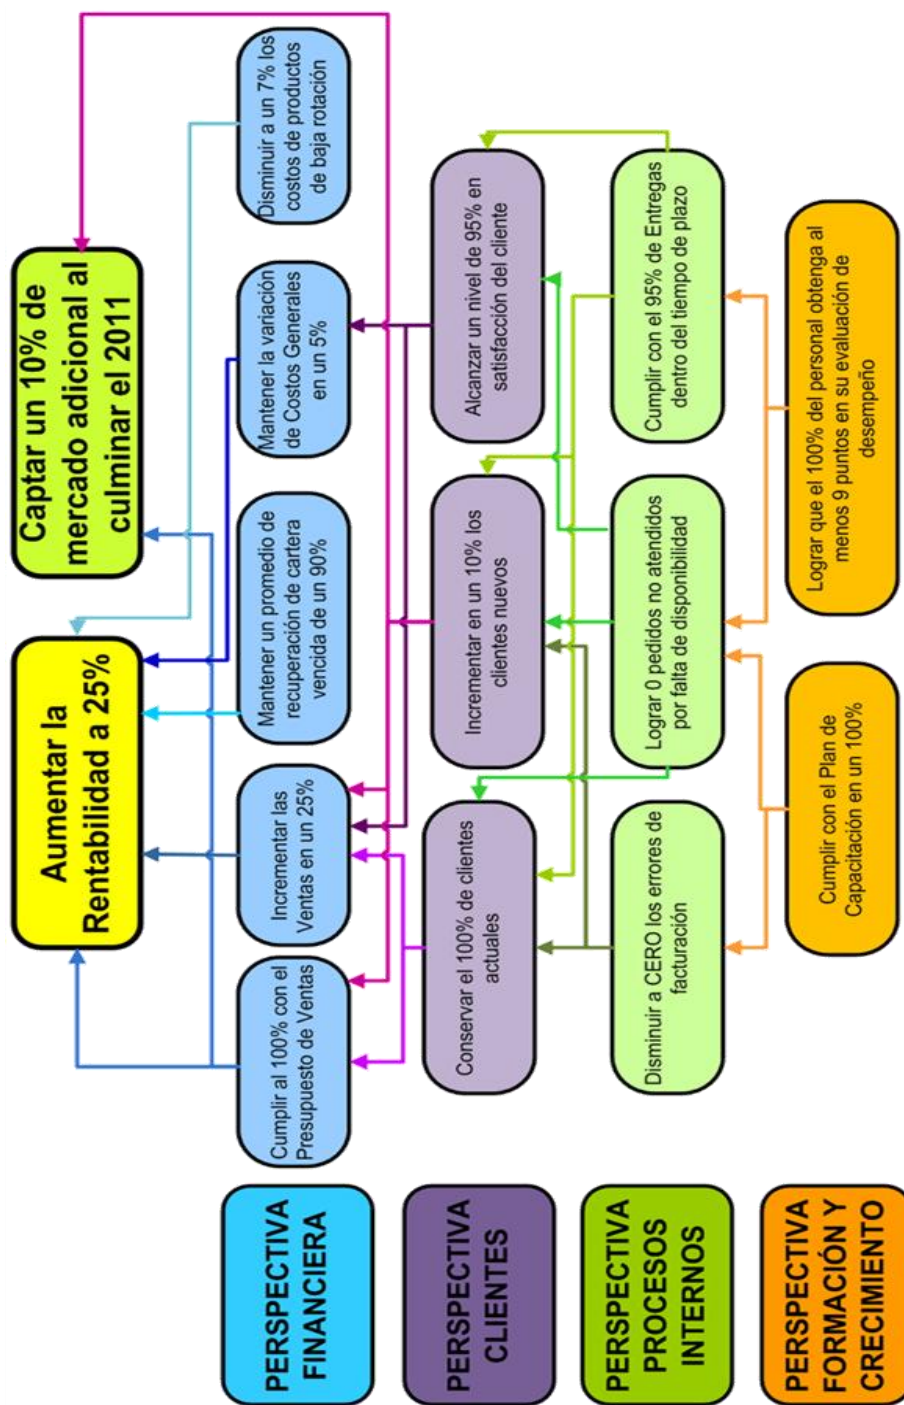 Aumentar la
Rentabilidad a 25%
Captar un 10% de
mercado adicional al
culminar el 2011
PERSPECTIVA
FINANCIERA
Cumplir al 100% con el
Presupuesto de Ventas
Incrementar las
Ventas en un 25%
Mantener un promedio de
recuperación de cartera
vencida de un 90%
Mantener la variación
de Costos Generales
en un 5%
Disminuir a un 7% los
costos de productos
de baja rotación
PERSPECTIVA
CLIENTES
Conservar el 100% de clientes
actuales
Incrementar en un 10% los
clientes nuevos
Alcanzar un nivel de 95% en
satisfacción del cliente
PERSPECTIVA
PROCESOS
INTERNOS
Disminuir a CERO los errores de
facturación
Lograr 0 pedidos no atendidos
por falta de disponibilidad
Cumplir con el 95% de Entregas
dentro del tiempo de plazo
PERSPECTIVA
FORMACIÓN Y
CRECIMIENTO
Cumplir con el Plan de
Capacitación en un 100%
Lograr que el 100% del personal obtenga al
menos 9 puntos en su evaluación de
desempeño